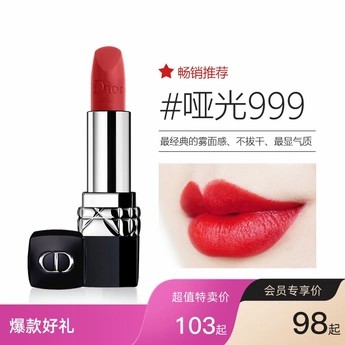 ★ 畅销推荐
#哑光999
最经典的雾面感、不拔干、最显气质
Dior
CD
爆款好礼
超值特卖价
103起
会员专享价
98起